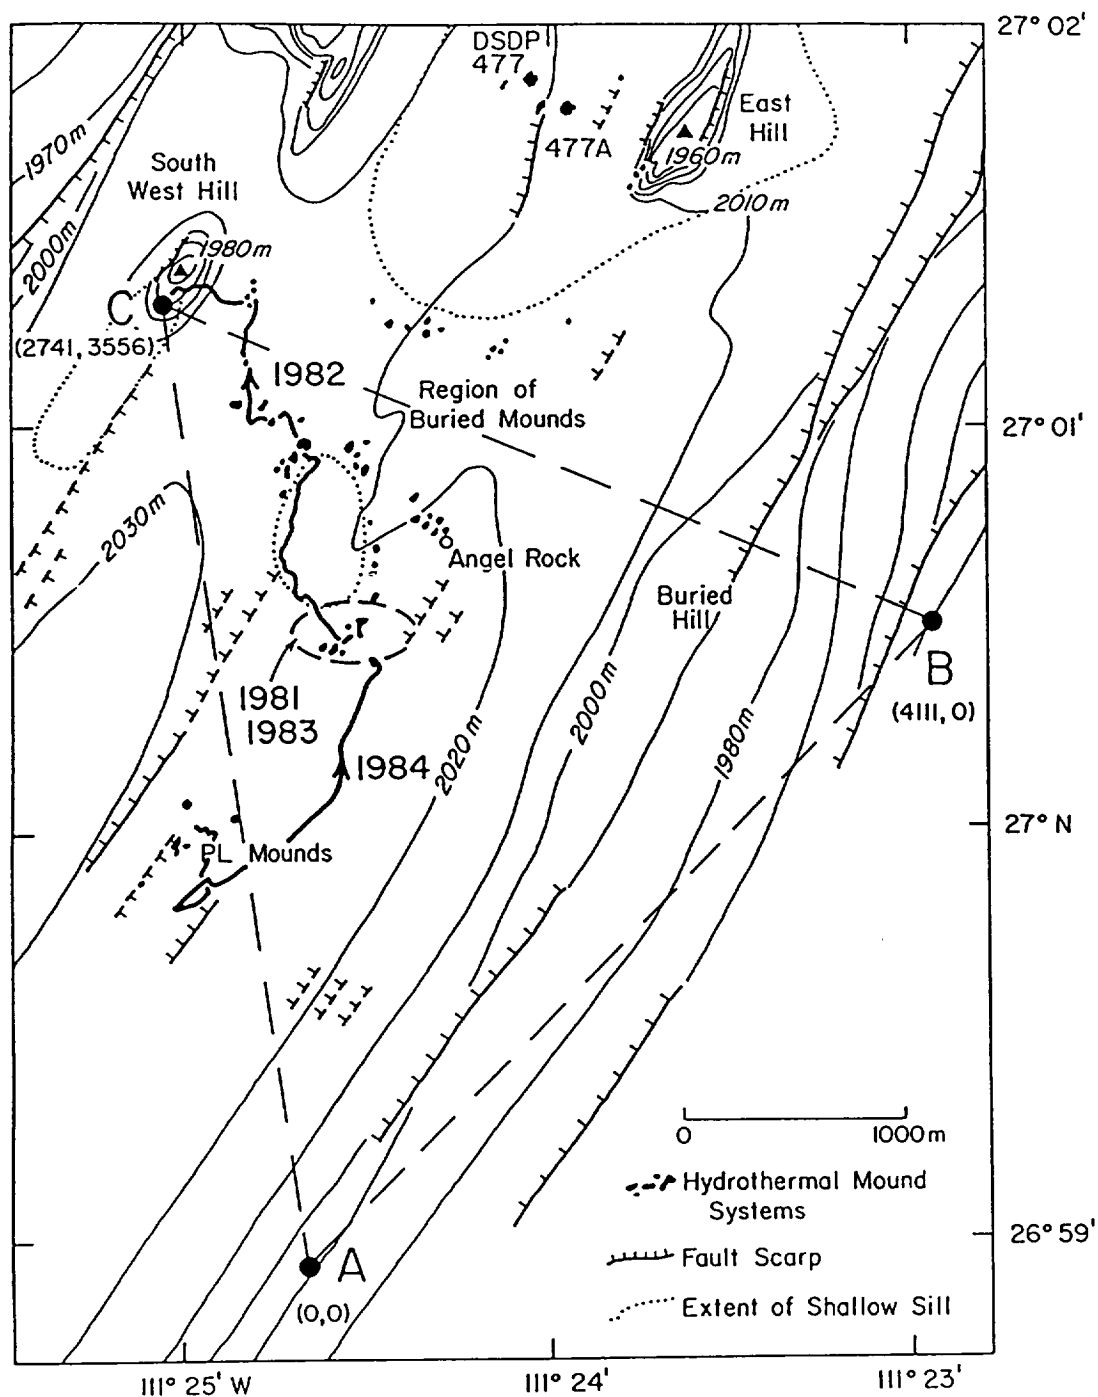 27° 02'
DSDP
477
477A
East
Hill
1960m
2010m
1970m
South
West Hill
2000m
1980m
C
(2741, 3556)
1982
Region of
Buried Mounds
27° 01'
2030m
Angel Rock
Buried
Hill
B
(4111, 0)
1981
1983
2000m
1980m
2020m
1984
27° N
PL Mounds
0
1000m
Hydrothermal Mound
Systems
26° 59'
Fault Scarp
A
(0,0)
Extent of Shallow Sill
111° 25' W
111° 24'
111° 23'